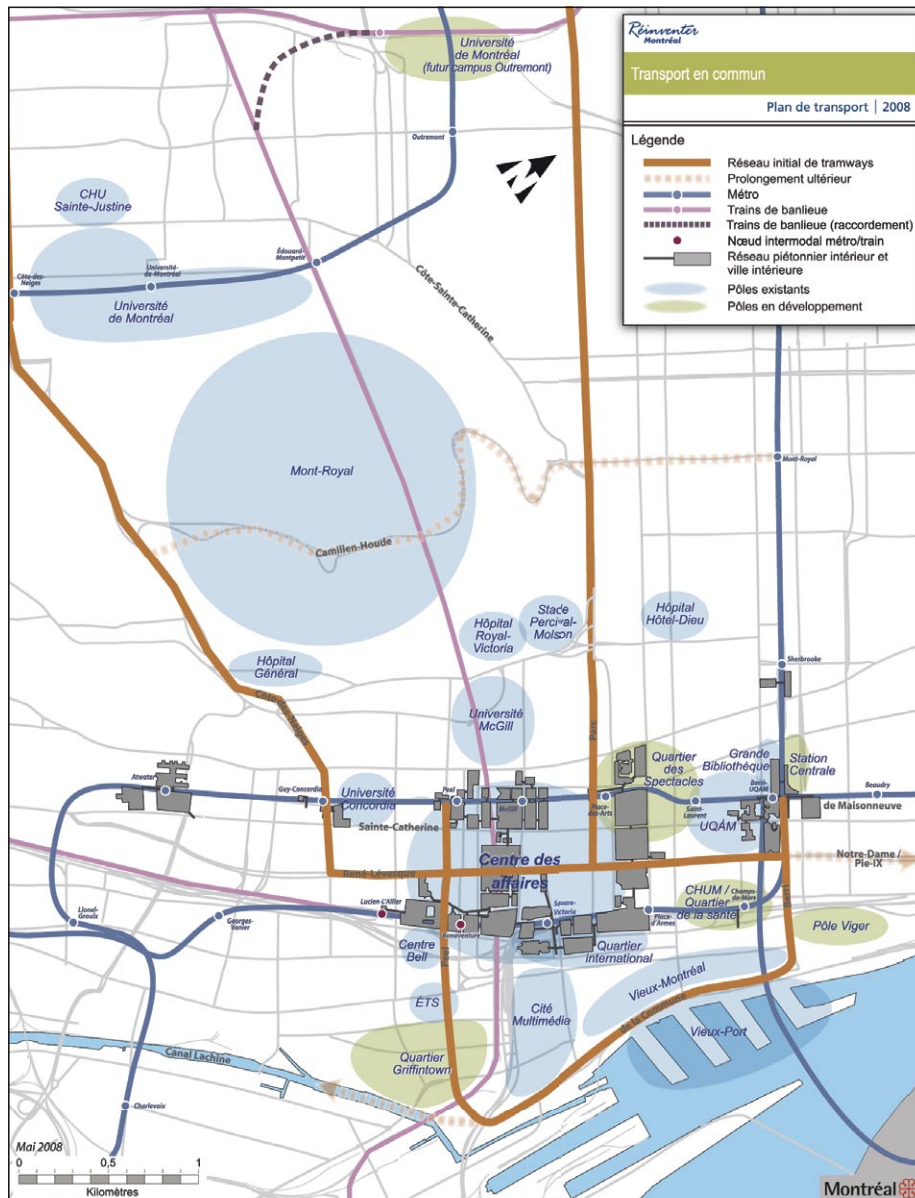 Réinventer
Montréal
Transport en commun
Plan de transport | 2008
Légende
Réseau initial de tramways
Prolongement ultérieur
Métro
Trains de banlieue
Trains de banlieue (raccordement)
Nœud intermodal métro/train
Réseau piétonnier intérieur et
ville intérieure
Pôles existants
Pôles en développement
Université
de Montréal
(futur campus Outremont)
Outremont
CHU
Sainte-Justine
Côte-des-
Neiges
Université-
de-Montréal
Édouard-
Montpetit
Université
de Montréal
Côte-Sainte-Catherine
Mont-Royal
Mont-Royal
Camillien-Houde
Hôpital
Royal-
Victoria
Stade
Percival-
Molson
Hôpital
Hôtel-Dieu
Hôpital
Général
Sherbrooke
Côte-des-Neiges
Université
McGill
Parc
Atwater
Guy-Concordia
Université
Concordia
Peel
McGill
Place-
des-Arts
Quartier
des
Spectacles
Saint-
Laurent
Grande
Bibliothèque
Berri-
UQAM
Station
Centrale
Beaudry
de Maisonneuve
UQÀM
Sainte-Catherine
Centre des
affaires
René-Lévesque
Notre-Dame /
Pie-IX
Lionel-
Groulx
Georges-
Vanier
Lucien-L'Allier
Bonaventure
Square-
Victoria
Place-
d'Armes
CHUM /
Quartier
de la santé
Champs-
de-Mars
Berri
Pôle Viger
Centre
Bell
Peel
Quartier
International
ÉTS
Cité
Multimédia
Vieux-Montréal
de la Commune
Vieux-Port
Canal Lachine
Quartier
Griffintown
Charlevoix
Mai 2008
0 0,5 1
Kilomètres
Montréal